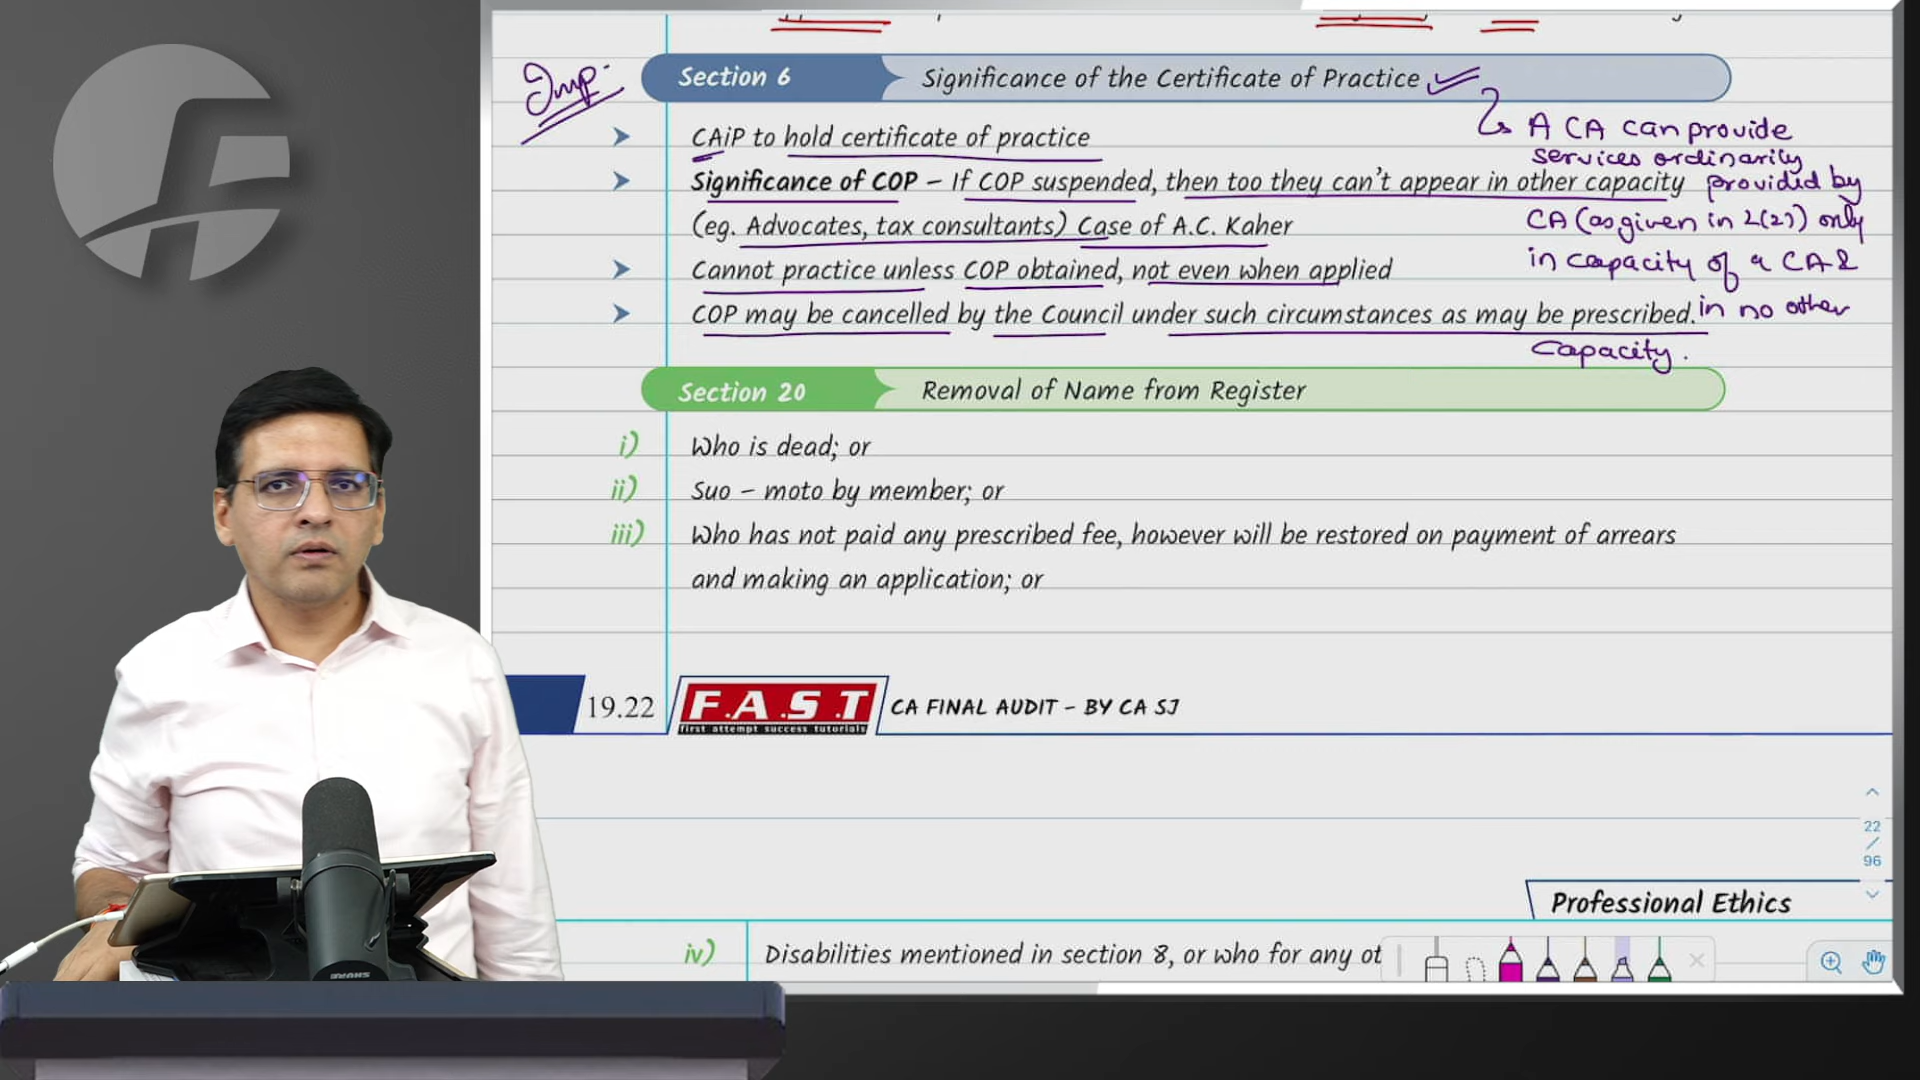 Imp.
Section 6 Significance of the Certificate of Practice
CAiP to hold certificate of practice
Significance of COP – If COP suspended, then too they can't appear in other capacity
(eg. Advocates, tax consultants) Case of A.C. Kaher
Cannot practice unless COP obtained, not even when applied
COP may be cancelled by the Council under such circumstances as may be prescribed.
A CA can provide
services ordinarily
provided by
CA (as given in 2(2)) only
in capacity of a CA &
in no other
capacity.
Section 20 Removal of Name from Register
i) Who is dead; or
ii) Suo – moto by member; or
iii) Who has not paid any prescribed fee, however will be restored on payment of arrears
and making an application; or
19.22 F.A.S.T CA FINAL AUDIT - BY CA SJ
first attempt success tutorials
22
/
96
Professional Ethics
iv) Disabilities mentioned in section 8, or who for any ot